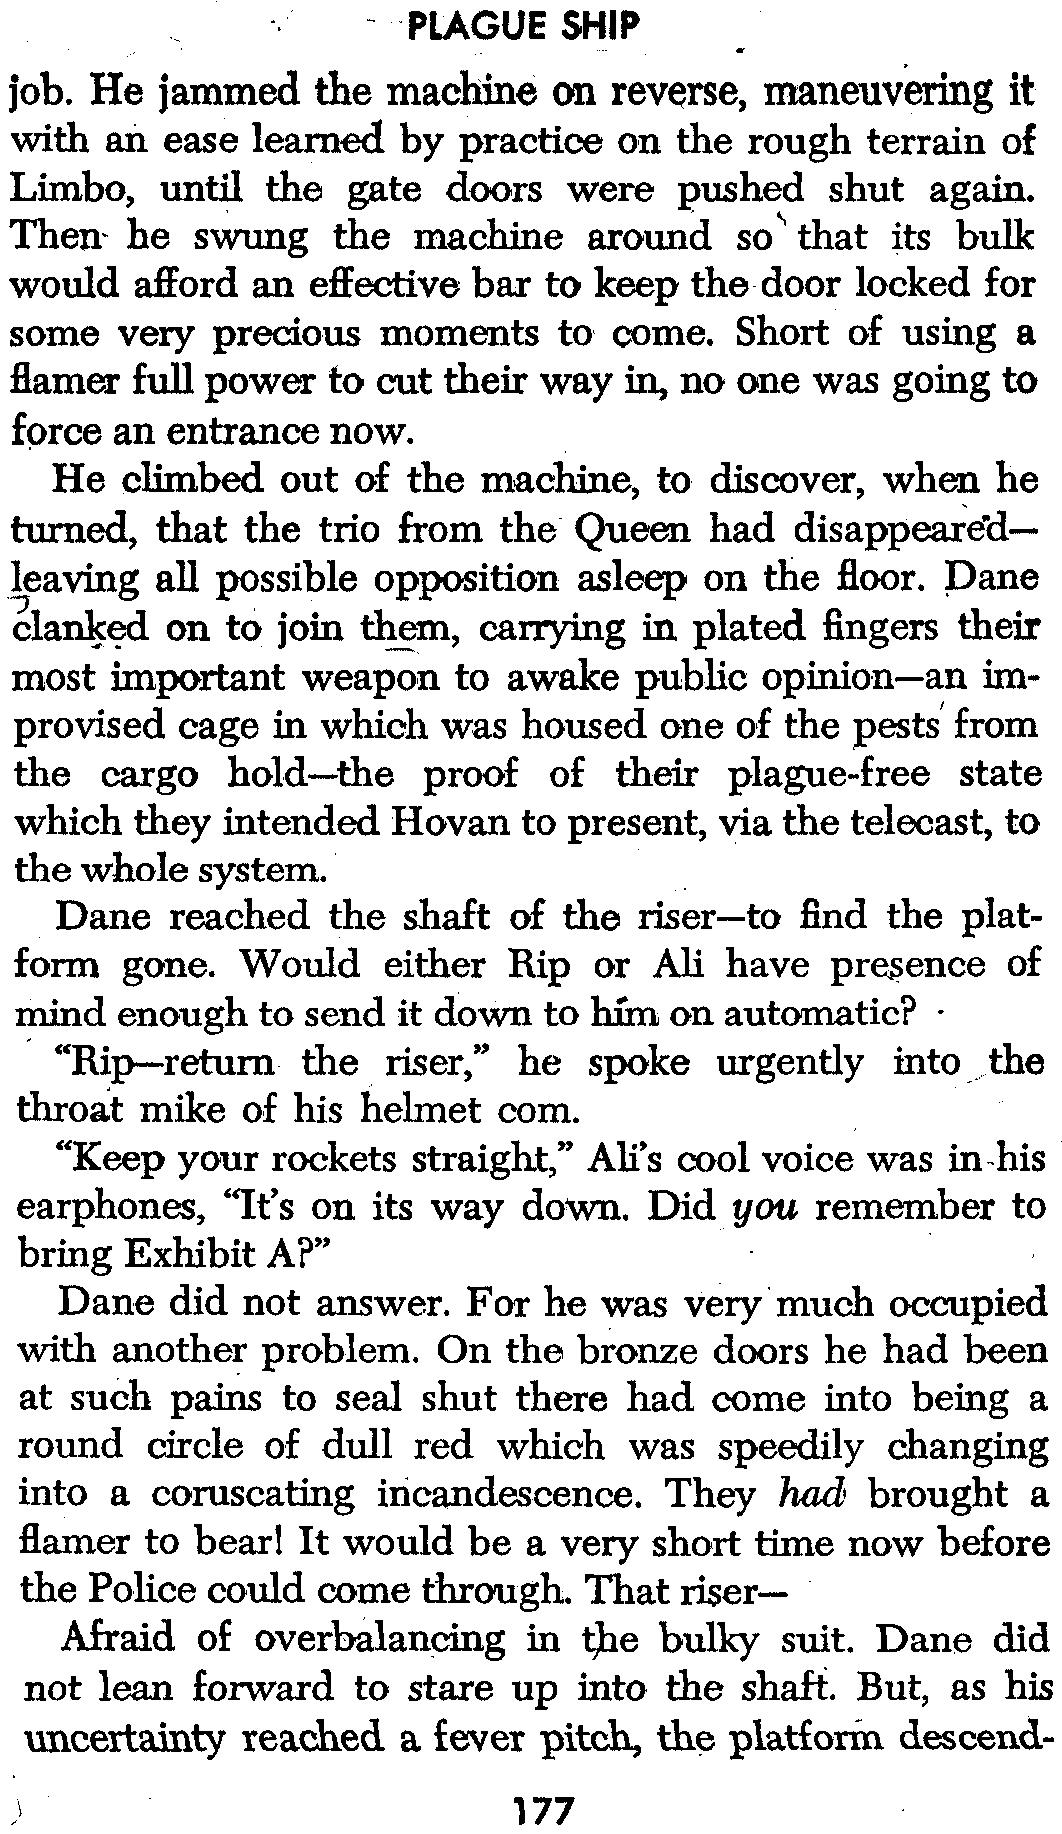 PLAGUE SHIP
job. He jammed the machine on reverse, maneuvering it
with an ease learned by practice on the rough terrain of
Limbo, until the gate doors were pushed shut again.
Then he swung the machine around so that its bulk
would afford an effective bar to keep the door locked for
some very precious moments to come. Short of using a
flamer full power to cut their way in, no one was going to
force an entrance now.
He climbed out of the machine, to discover, when he
turned, that the trio from the Queen had disappeared—
leaving all possible opposition asleep on the floor. Dane
clanked on to join them, carrying in plated fingers their
most important weapon to awake public opinion—an im-
provised cage in which was housed one of the pests from
the cargo hold—the proof of their plague-free state
which they intended Hovan to present, via the telecast, to
the whole system.
Dane reached the shaft of the riser—to find the plat-
form gone. Would either Rip or Ali have presence of
mind enough to send it down to him on automatic?
“Rip—return the riser,” he spoke urgently into the
throat mike of his helmet com.
“Keep your rockets straight,” Ali’s cool voice was in his
earphones, “It’s on its way down. Did you remember to
bring Exhibit A?”
Dane did not answer. For he was very much occupied
with another problem. On the bronze doors he had been
at such pains to seal shut there had come into being a
round circle of dull red which was speedily changing
into a coruscating incandescence. They had brought a
flamer to bear! It would be a very short time now before
the Police could come through. That riser—
Afraid of overbalancing in the bulky suit. Dane did
not lean forward to stare up into the shaft. But, as his
uncertainty reached a fever pitch, the platform descend-
177